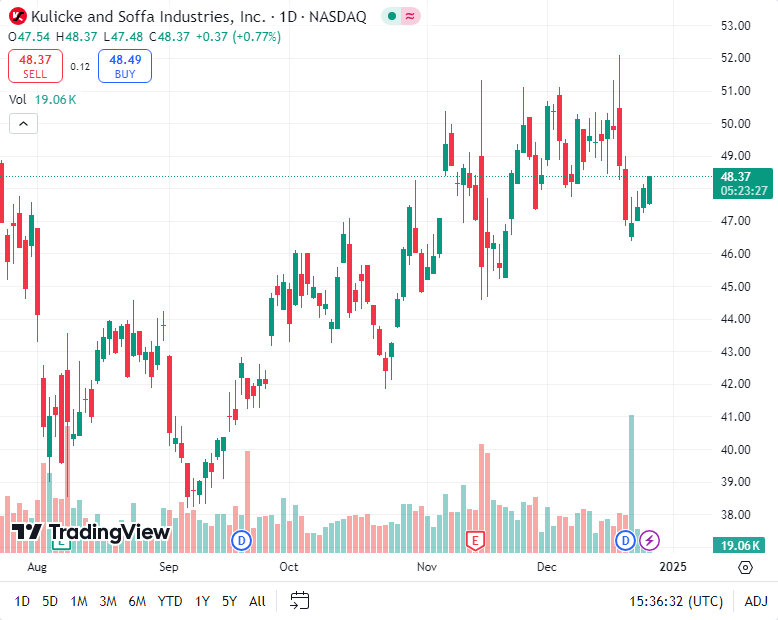 Kulicke and Soffa Industries, Inc. · 1D · NASDAQ
O47.54 H48.37 L47.48 C48.37 +0.37 (+0.77%)
48.37 SELL
0.12
48.49 BUY
Vol 19.06 K
53.00
52.00
51.00
50.00
49.00
48.37
05:23:27
47.00
46.00
45.00
44.00
43.00
42.00
41.00
40.00
39.00
38.00
19.06 K
TradingView
E
D
E
D
Aug Sep Oct Nov Dec 2025
1D 5D 1M 3M 6M YTD 1Y 5Y All
15:36:32 (UTC) ADJ